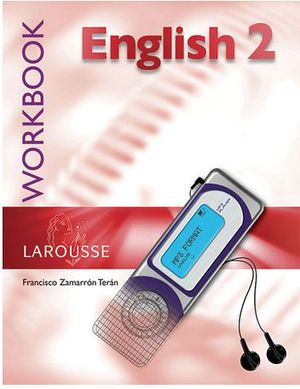 WORKBOOK
English 2
LAROUSSE
Francisco Zamarrón Terán
MP3 FORMAT